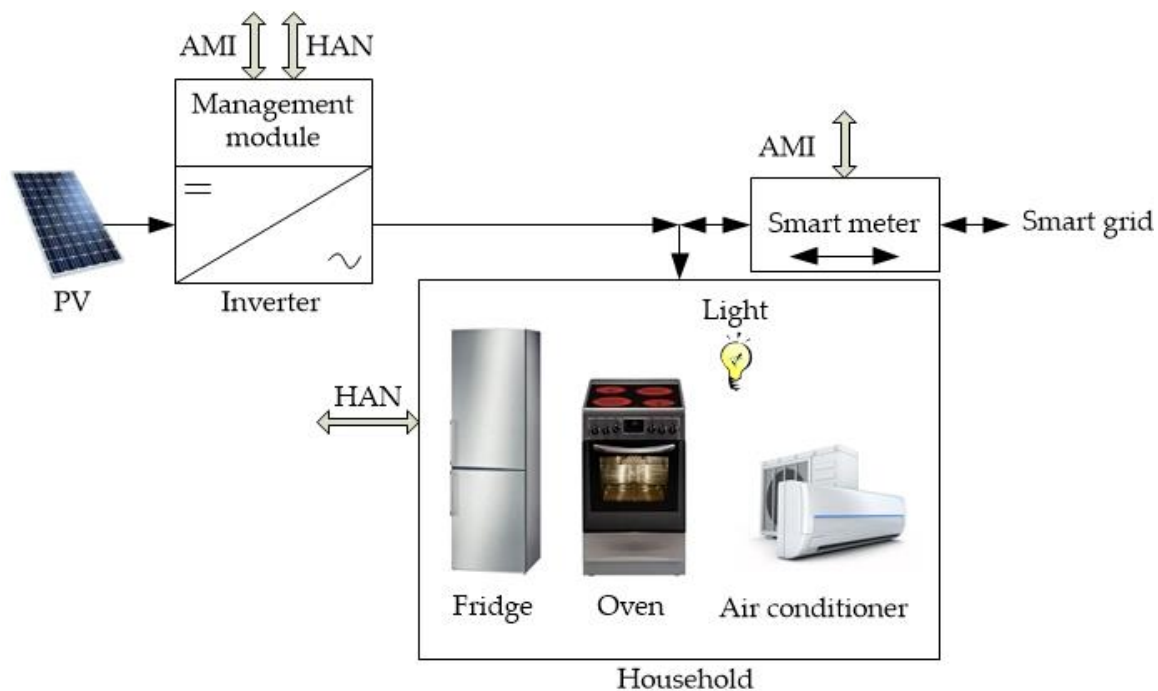 AMI
HAN
Management
module
AMI
Smart meter
Smart grid
PV
Inverter
Light
HAN
Fridge
Oven
Air conditioner
Household